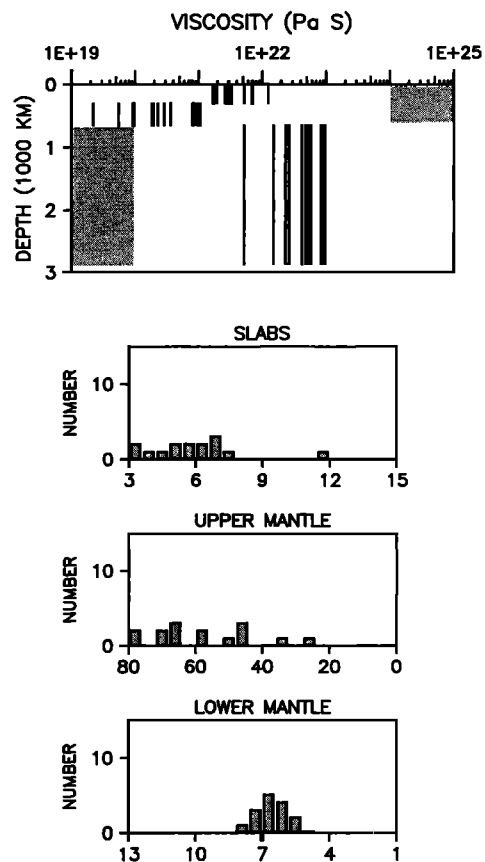 VISCOSITY (Pa S)
1E+19 1E+22 1E+25
DEPTH (1000 KM)
0
1
2
3
SLABS
NUMBER
10
0
3 6 9 12 15
UPPER MANTLE
NUMBER
10
0
80 60 40 20 0
LOWER MANTLE
NUMBER
10
0
13 10 7 4 1